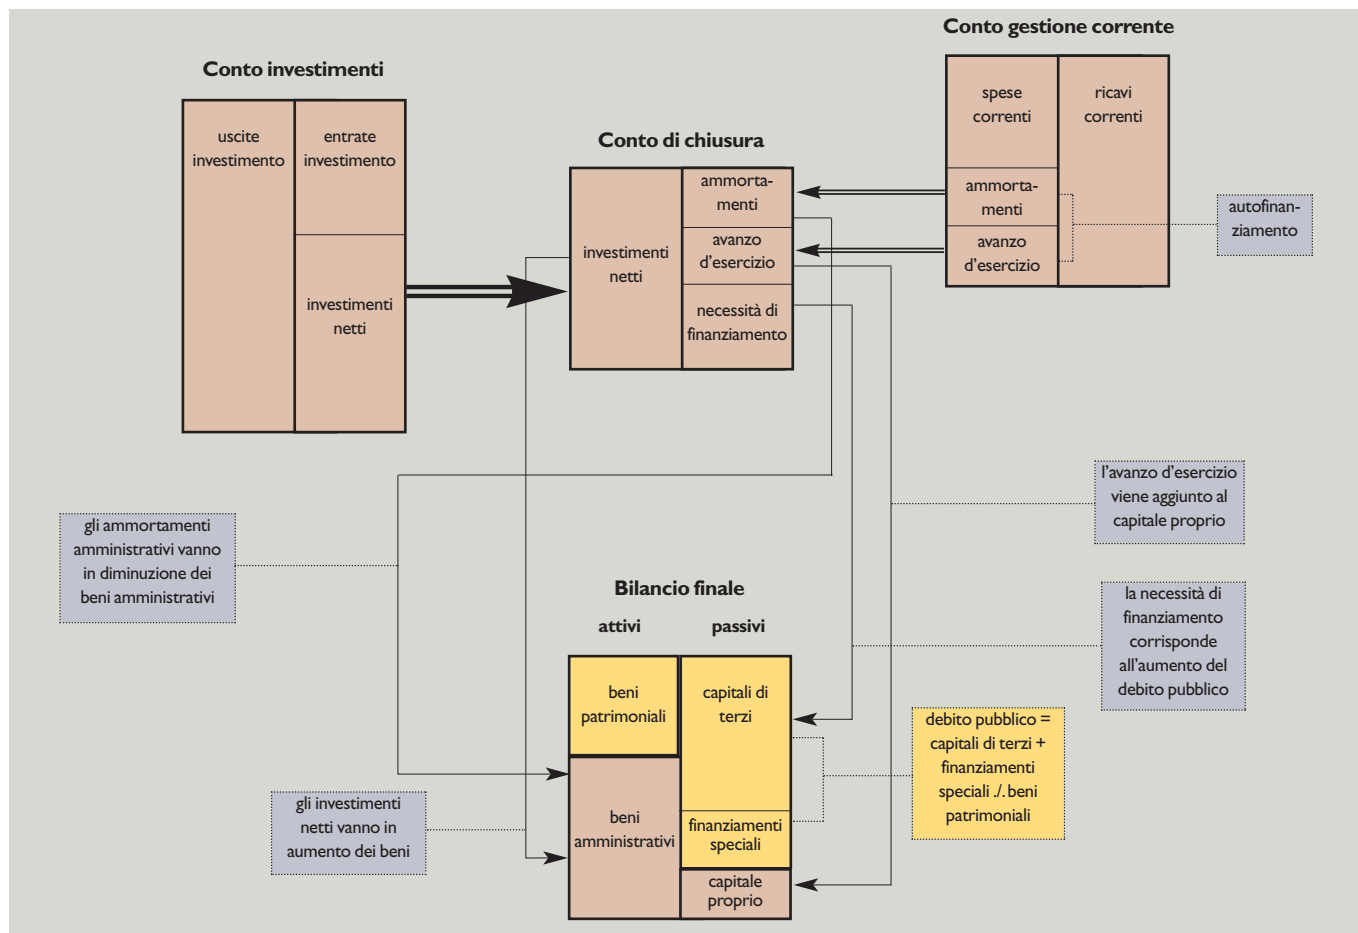 Conto gestione corrente
Conto investimenti
spese
correnti
ricavi
correnti
uscite
investimento
entrate
investimento
Conto di chiusura
ammorta-
menti
ammorta-
menti
autofinan-
ziamento
investimenti
netti
avanzo
d'esercizio
avanzo
d'esercizio
investimenti
netti
necessità di
finanziamento
l'avanzo d'esercizio
viene aggiunto al
capitale proprio
gli ammortamenti
amministrativi vanno
in diminuzione dei
beni amministrativi
Bilancio finale
attivi
passivi
la necessità di
finanziamento
corrisponde
all'aumento del
debito pubblico
beni
patrimoniali
capitali di
terzi
debito pubblico =
capitali di terzi +
finanziamenti
speciali ./. beni
patrimoniali
gli investimenti
netti vanno in
aumento dei beni
beni
amministrativi
finanziamenti
speciali
capitale
proprio